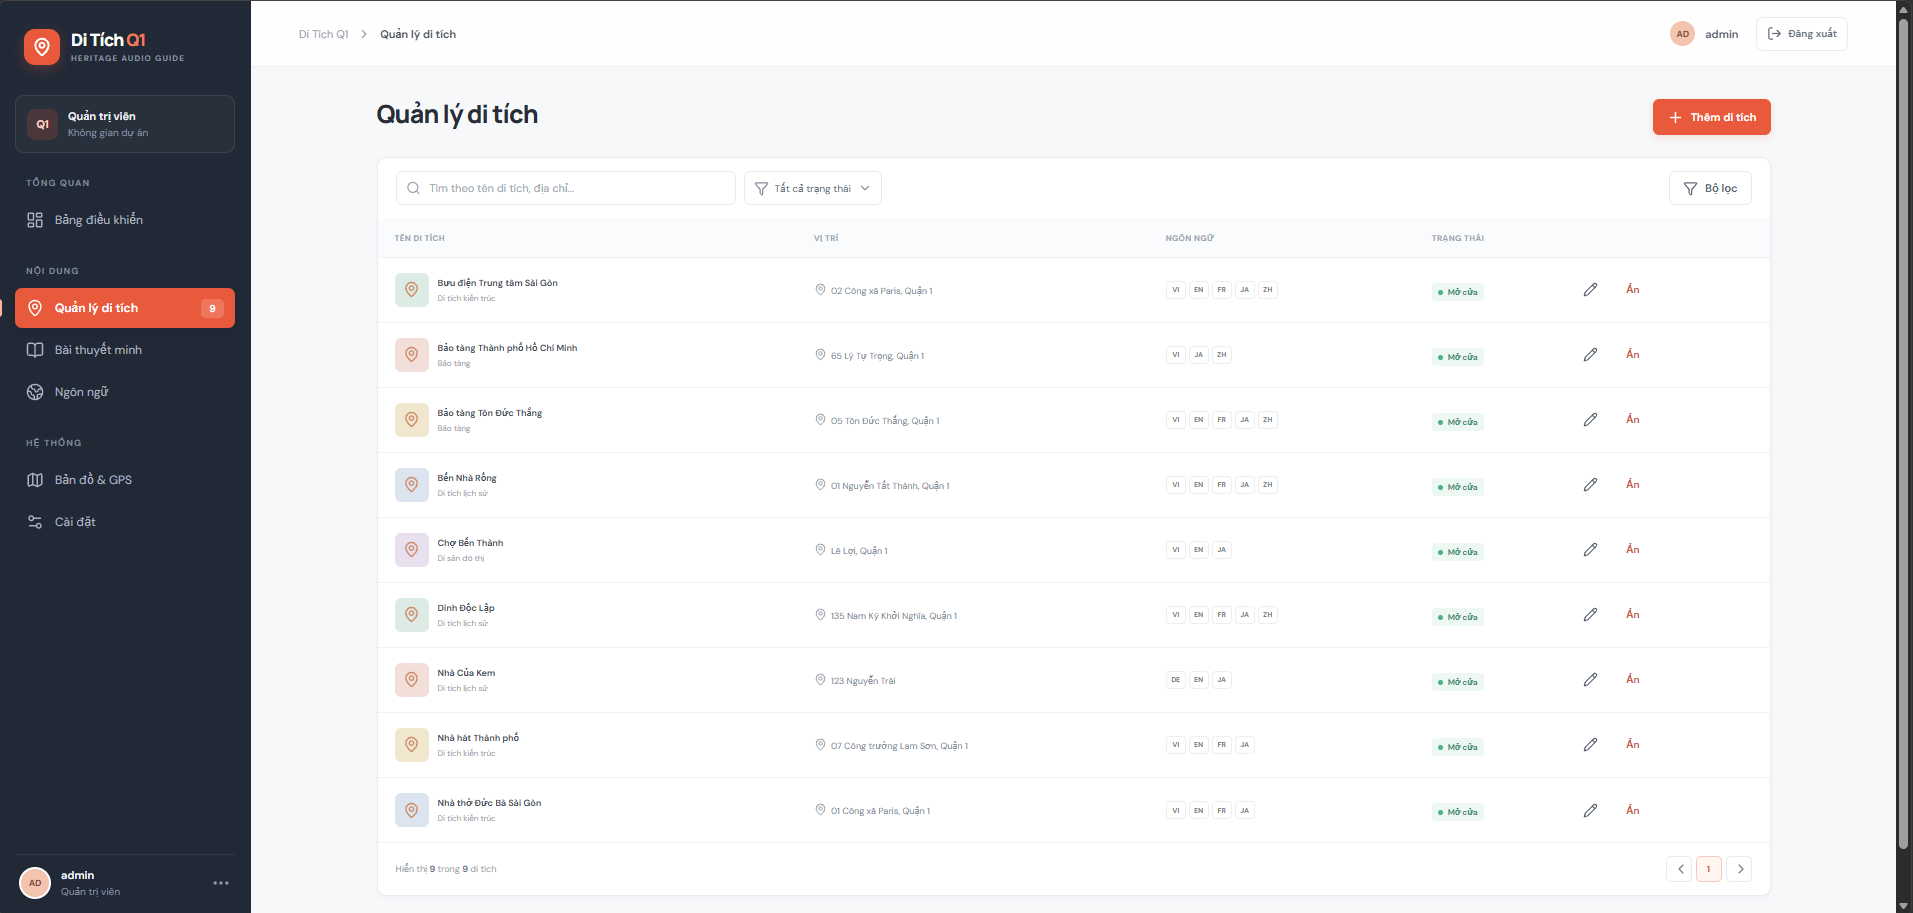 Di Tích Q1
HERITAGE AUDIO GUIDE
Q1
Quản trị viên
Không gian dự án
TỔNG QUAN
Bảng điều khiển
NỘI DUNG
Quản lý di tích
9
Bài thuyết minh
Ngôn ngữ
HỆ THỐNG
Bản đồ & GPS
Cài đặt
AD
admin
Quản trị viên
Di Tích Q1
Quản lý di tích
AD
admin
Đăng xuất
Quản lý di tích
Thêm di tích
Tìm theo tên di tích, địa chỉ...
Tất cả trạng thái
Bộ lọc
TÊN DI TÍCH VỊ TRÍ NGÔN NGỮ TRẠNG THÁI
Bưu điện Trung tâm Sài Gòn
Di tích kiến trúc
02 Công xã Paris, Quận 1
VI EN FR JA ZH
Mở cửa
Ẩn
Bảo tàng Thành phố Hồ Chí Minh
Bảo tàng
65 Lý Tự Trọng, Quận 1
VI JA ZH
Mở cửa
Ẩn
Bảo tàng Tôn Đức Thắng
Bảo tàng
05 Tôn Đức Thắng, Quận 1
VI EN FR JA ZH
Mở cửa
Ẩn
Bến Nhà Rồng
Di tích lịch sử
01 Nguyễn Tất Thành, Quận 1
VI EN FR JA ZH
Mở cửa
Ẩn
Chợ Bến Thành
Di sản đô thị
Lê Lợi, Quận 1
VI EN JA
Mở cửa
Ẩn
Dinh Độc Lập
Di tích lịch sử
135 Nam Kỳ Khởi Nghĩa, Quận 1
VI EN FR JA ZH
Mở cửa
Ẩn
Nhà Của Kem
Di tích lịch sử
123 Nguyễn Trãi
DE EN JA
Mở cửa
Ẩn
Nhà hát Thành phố
Di tích kiến trúc
07 Công trường Lam Sơn, Quận 1
VI EN FR JA
Mở cửa
Ẩn
Nhà thờ Đức Bà Sài Gòn
Di tích kiến trúc
01 Công xã Paris, Quận 1
VI EN FR JA
Mở cửa
Ẩn
Hiển thị 9 trong 9 di tích
1